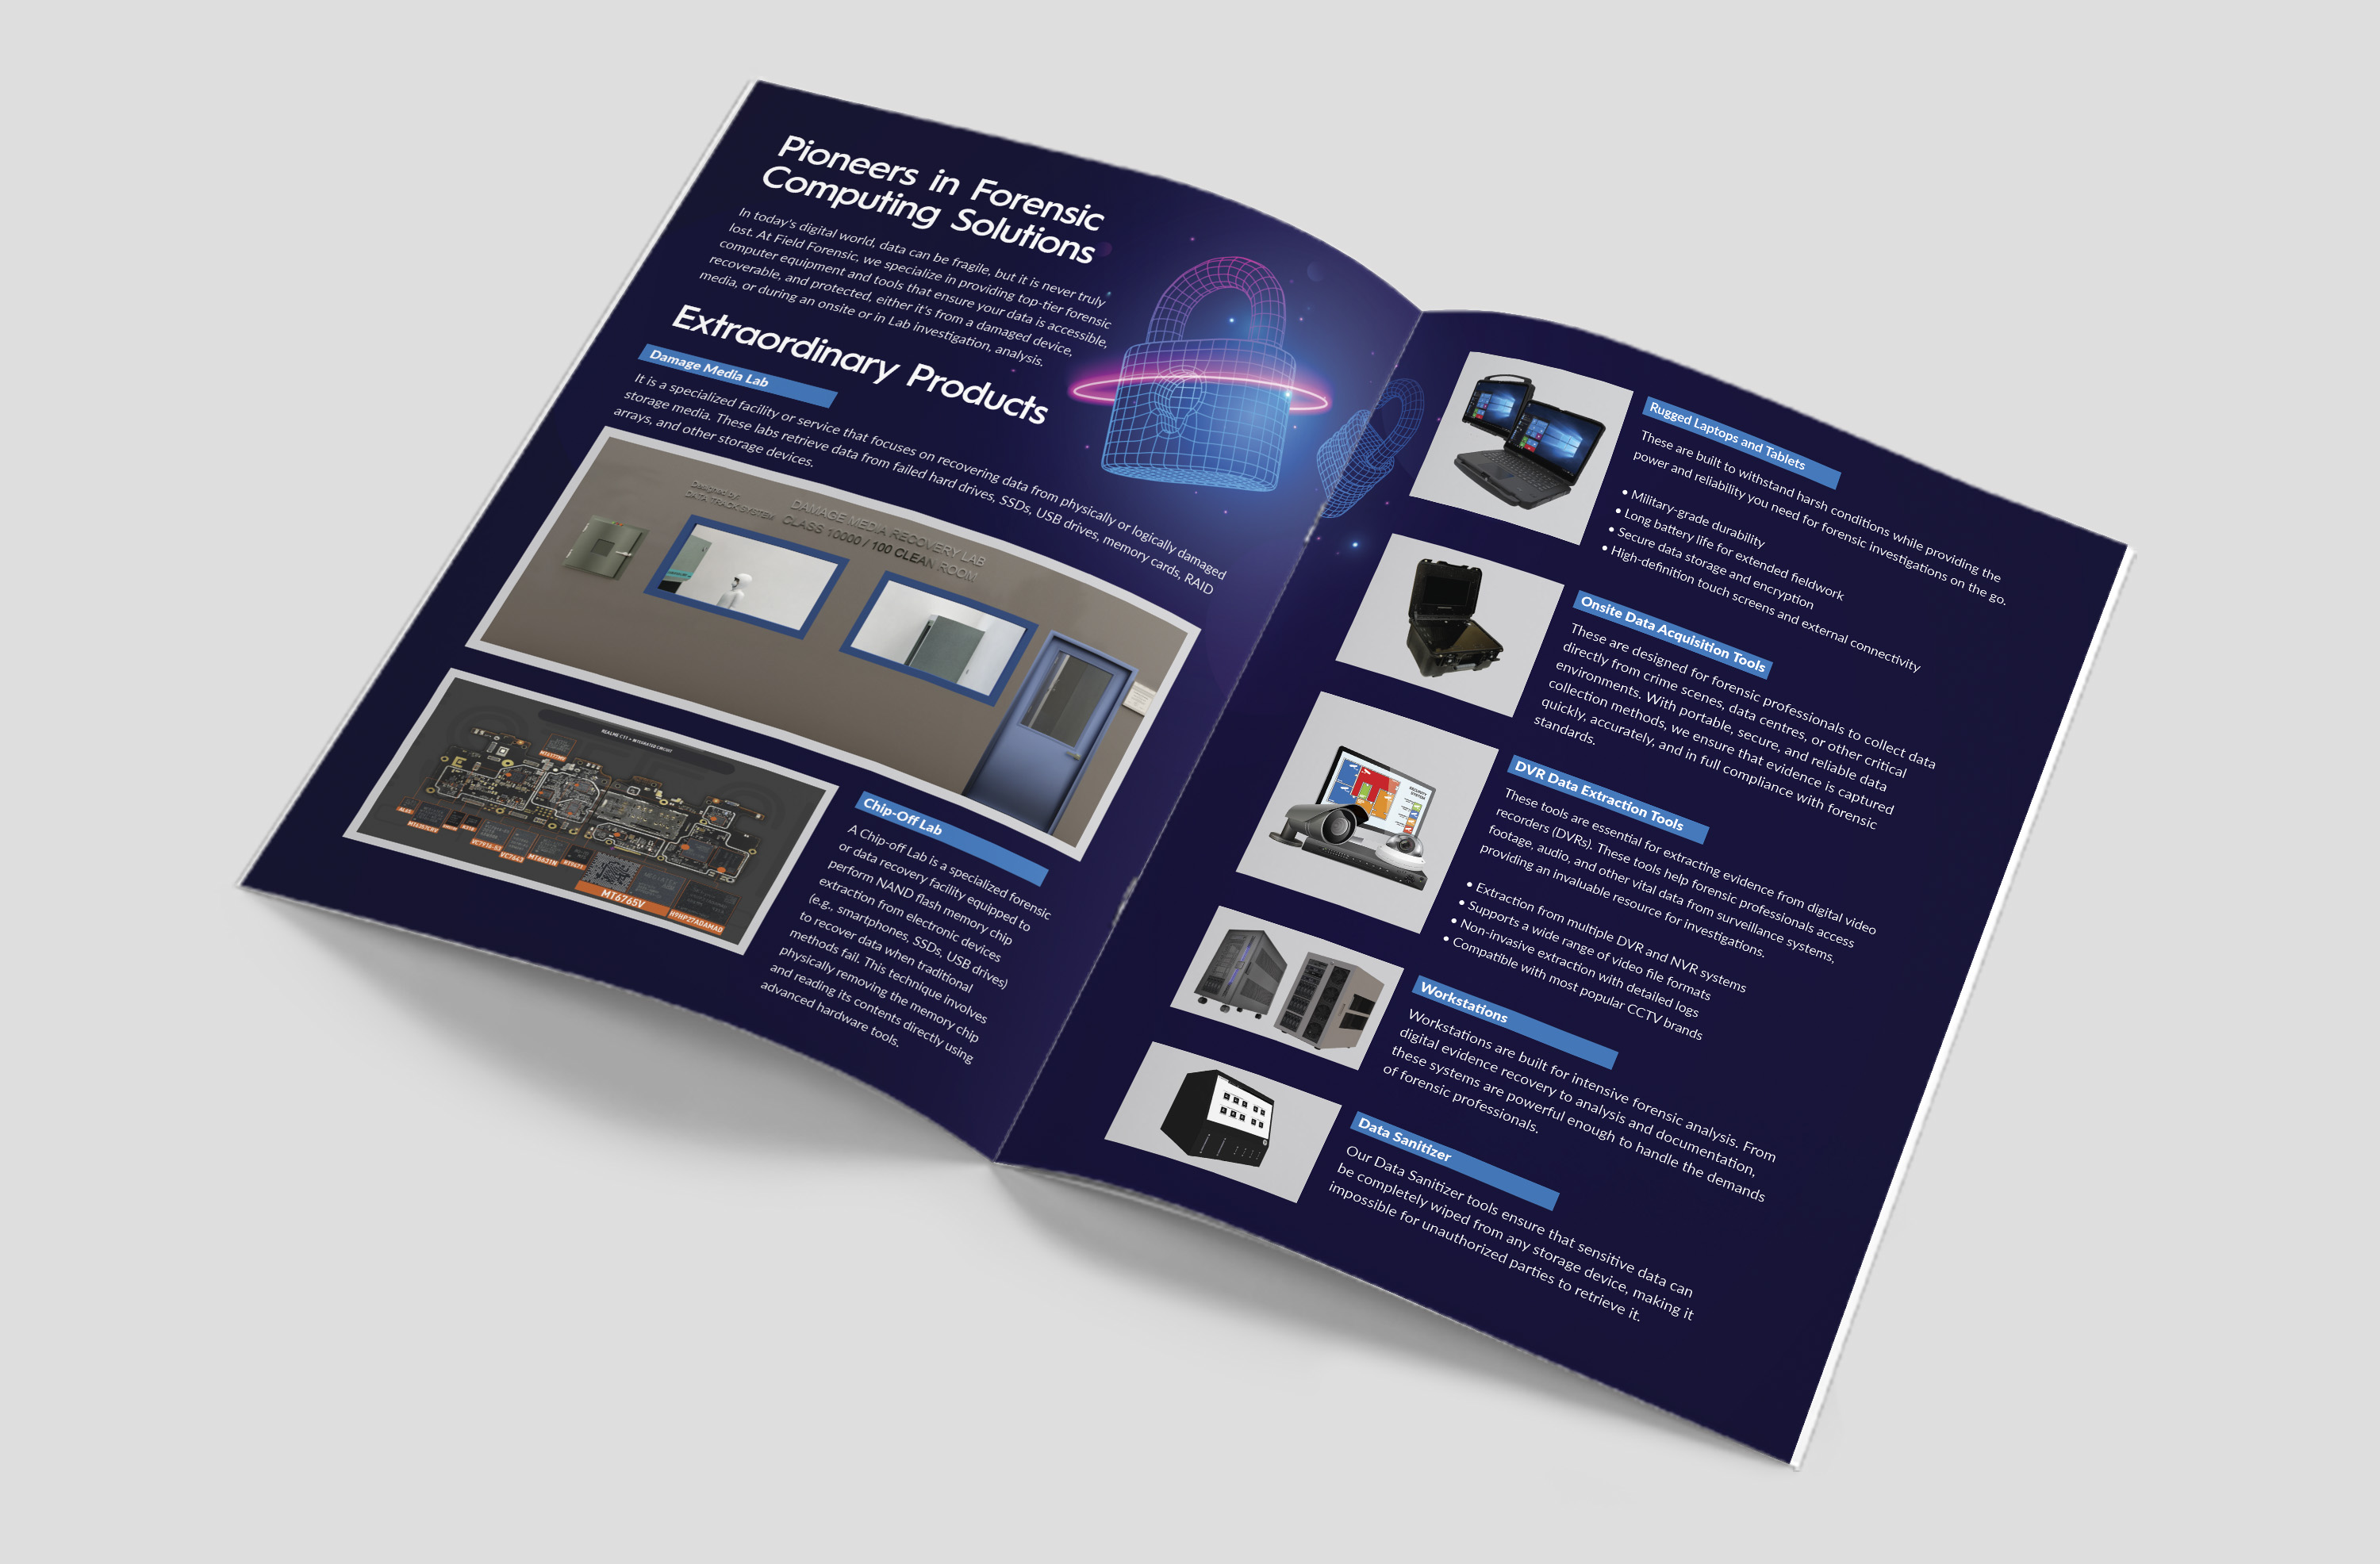 Pioneers in Forensic
Computing Solutions
In today's digital world, data can be fragile, but it is never truly
lost. At Field Forensic, we specialize in providing top-tier forensic
computer equipment and tools that ensure your data is accessible,
recoverable, and protected, either it's from a damaged device,
media, or during an onsite or in Lab investigation, analysis.
Extraordinary Products
Damage Media Lab
It is a specialized facility or service that focuses on recovering data from physically or logically damaged
storage media. These labs retrieve data from failed hard drives, SSDs, USB drives, memory cards, RAID
arrays, and other storage devices.
Designed by:
DATA TRACK SYSTEM
DAMAGE MEDIA RECOVERY LAB
CLASS 10000 / 100 CLEAN ROOM
REALME C11 - INTEGRATED CIRCUIT
MT6765V
H9HP27ADAMAD
MT6631N
VC7643
VC7916-53
Chip-Off Lab
A Chip-off Lab is a specialized forensic
or data recovery facility equipped to
perform NAND flash memory chip
extraction from electronic devices
(e.g., smartphones, SSDs, USB drives)
to recover data when traditional
methods fail. This technique involves
physically removing the memory chip
and reading its contents directly using
advanced hardware tools.
Rugged Laptops and Tablets
These are built to withstand harsh conditions while providing the
power and reliability you need for forensic investigations on the go.
• Military-grade durability
• Long battery life for extended fieldwork
• Secure data storage and encryption
• High-definition touch screens and external connectivity
Onsite Data Acquisition Tools
These are designed for forensic professionals to collect data
directly from crime scenes, data centres, or other critical
environments. With portable, secure, and reliable data
collection methods, we ensure that evidence is captured
quickly, accurately, and in full compliance with forensic
standards.
SECURITY
SYSTEM
DVR Data Extraction Tools
These tools are essential for extracting evidence from digital video
recorders (DVRs). These tools help forensic professionals access
footage, audio, and other vital data from surveillance systems,
providing an invaluable resource for investigations.
• Extraction from multiple DVR and NVR systems
• Supports a wide range of video file formats
• Non-invasive extraction with detailed logs
• Compatible with most popular CCTV brands
Workstations
Workstations are built for intensive forensic analysis. From
digital evidence recovery to analysis and documentation,
these systems are powerful enough to handle the demands
of forensic professionals.
Data Sanitizer
Our Data Sanitizer tools ensure that sensitive data can
be completely wiped from any storage device, making it
impossible for unauthorized parties to retrieve it.